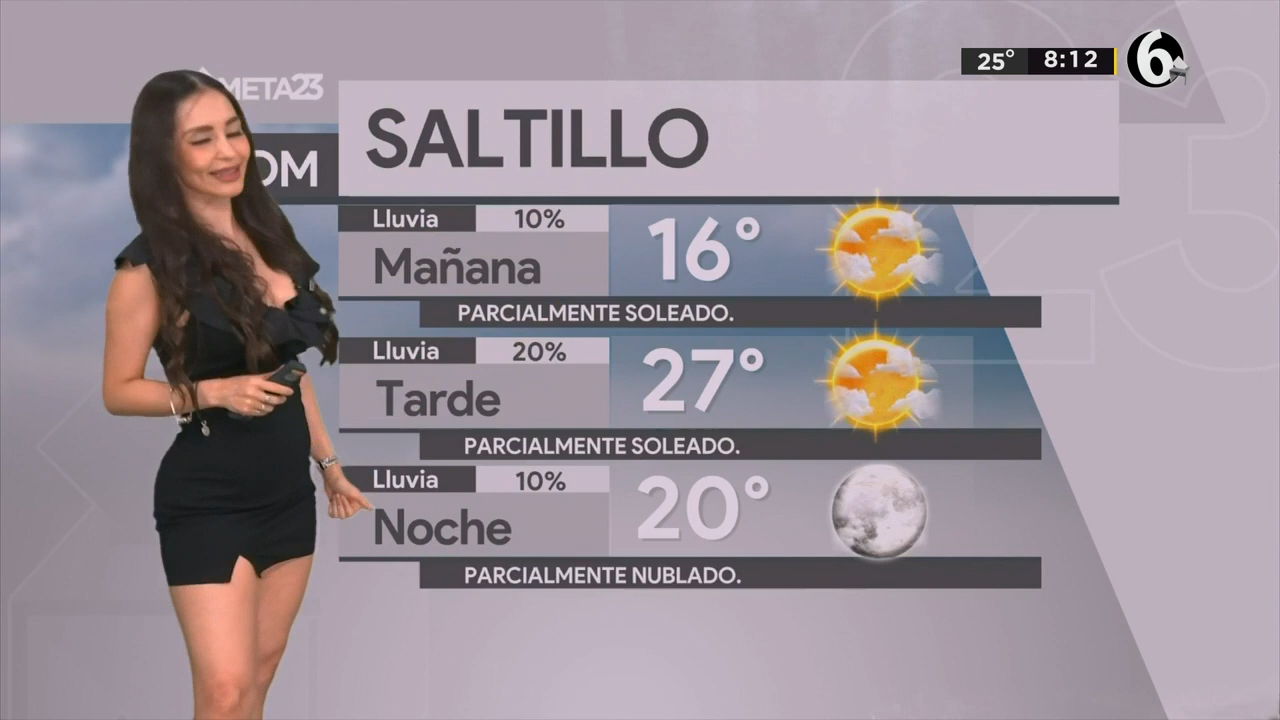 25° 8:12 6
META23
DOM
SALTILLO
Lluvia 10%
Mañana 16°
PARCIALMENTE SOLEADO.
Lluvia 20%
Tarde 27°
PARCIALMENTE SOLEADO.
Lluvia 10%
Noche 20°
PARCIALMENTE NUBLADO.